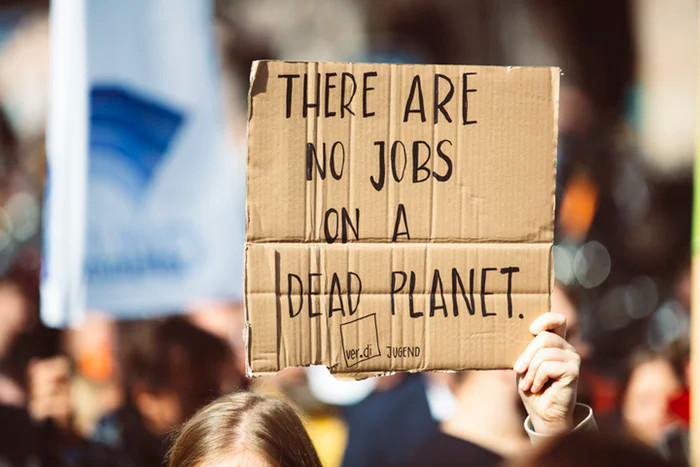 THERE ARE
NO JOBS
ON A
DEAD PLANET.
ver.di JUGEND